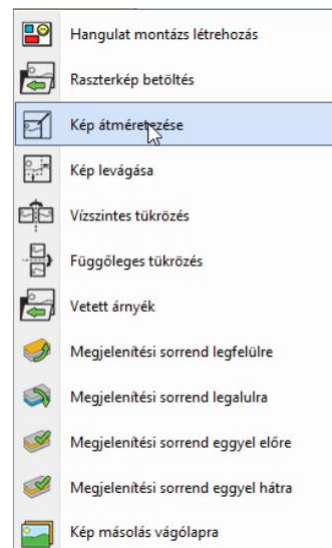 Hangulat montázs létrehozás
Raszterkép betöltés
Kép átméretezése
Kép levágása
Vízszintes tükrözés
Függőleges tükrözés
Vetett árnyék
Megjelenítési sorrend legfelülre
Megjelenítési sorrend legalulra
Megjelenítési sorrend eggyel előre
Megjelenítési sorrend eggyel hátra
Kép másolás vágólapra